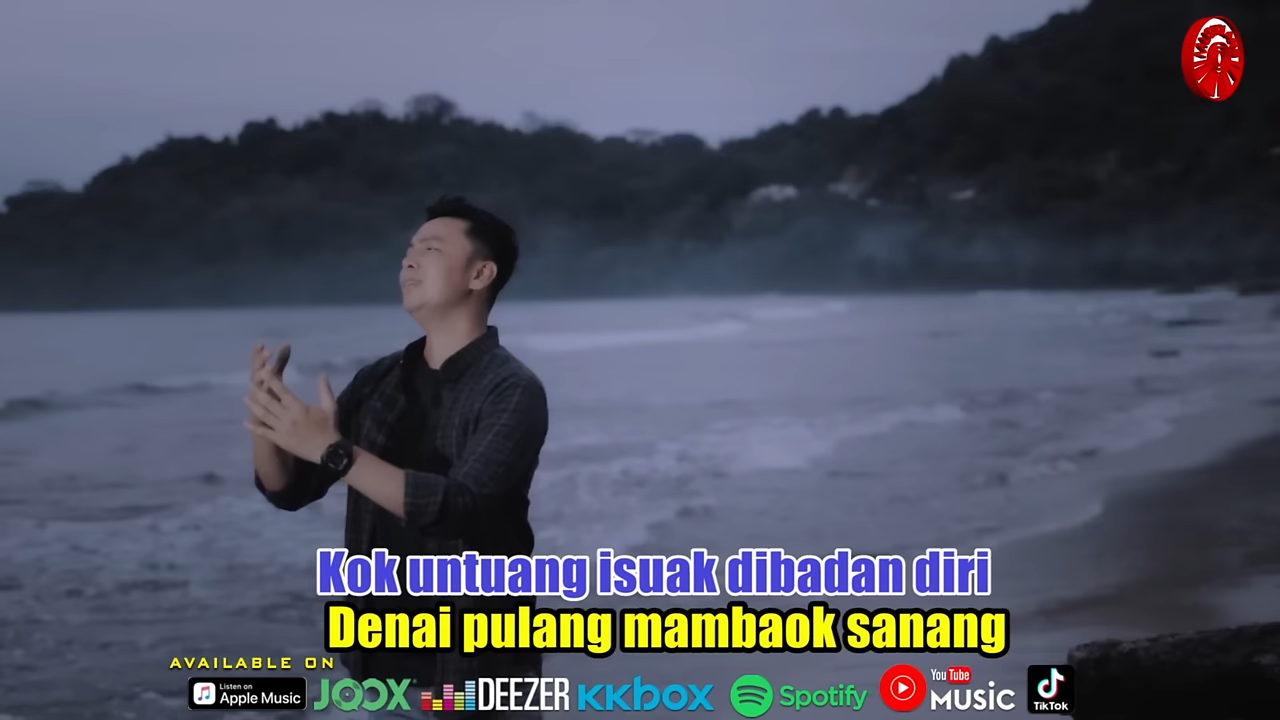 Kok untuang isuak dibadan diri
Denai pulang mambaok sanang
AVAILABLE ON
Listen on
Apple Music
JOOX
DEEZER
KKBOX
Spotify
YouTube
MUSIC
TikTok